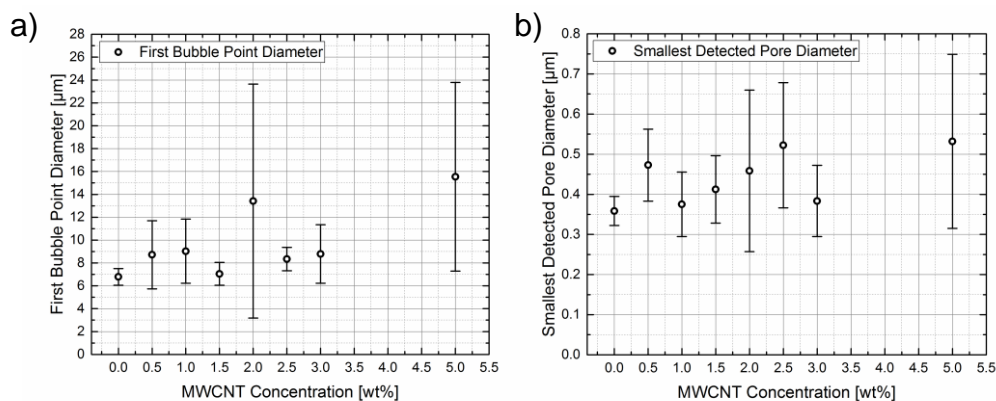 a)
First Bubble Point Diameter
First Bubble Point Diameter [µm]
28
26
24
22
20
18
16
14
12
10
8
6
4
2
0
0.0 0.5 1.0 1.5 2.0 2.5 3.0 3.5 4.0 4.5 5.0 5.5
MWCNT Concentration [wt%]
b)
Smallest Detected Pore Diameter
Smallest Detected Pore Diameter [µm]
0.8
0.7
0.6
0.5
0.4
0.3
0.2
0.1
0.0
0.0 0.5 1.0 1.5 2.0 2.5 3.0 3.5 4.0 4.5 5.0 5.5
MWCNT Concentration [wt%]